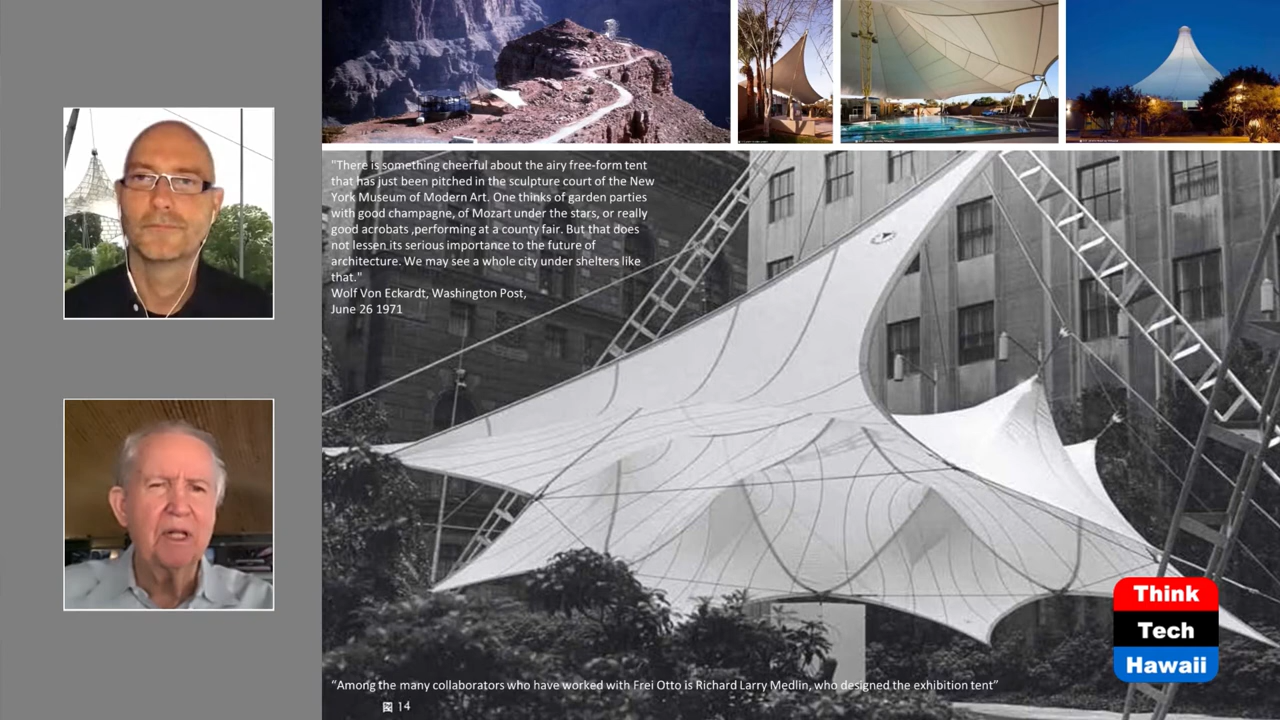 "There is something cheerful about the airy free-form tent
that has just been pitched in the sculpture court of the New
York Museum of Modern Art. One thinks of garden parties
with good champagne, of Mozart under the stars, or really
good acrobats ,performing at a county fair. But that does
not lessen its serious importance to the future of
architecture. We may see a whole city under shelters like
that."
Wolf Von Eckardt, Washington Post,
June 26 1971
Think
Tech
Hawaii
“Among the many collaborators who have worked with Frei Otto is Richard Larry Medlin, who designed the exhibition tent”
14